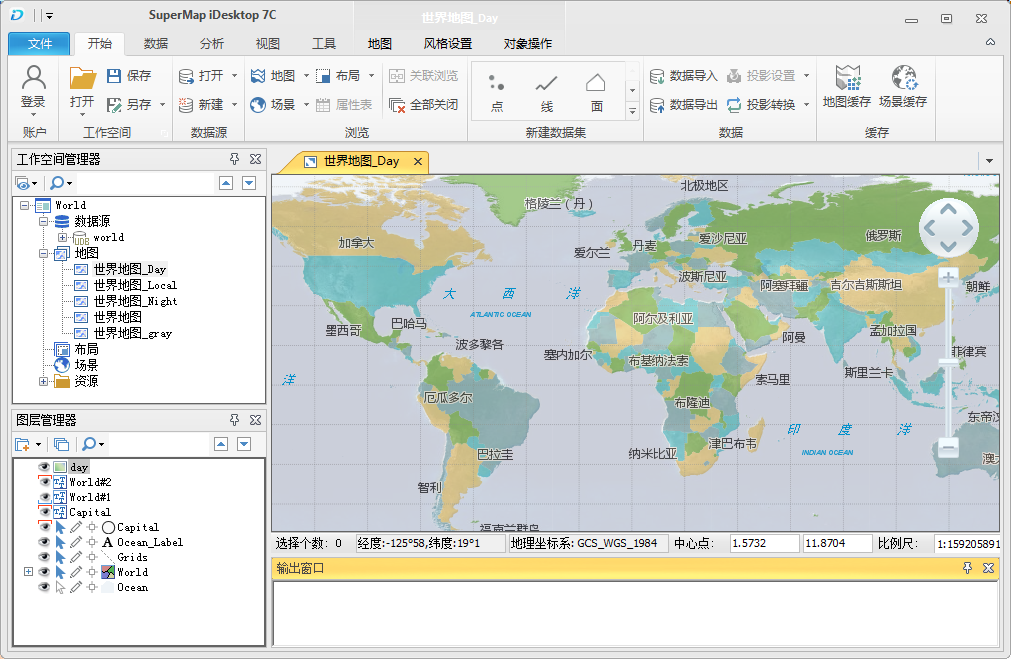 SuperMap iDesktop 7C
世界地图_Day
文件 开始 数据 分析 视图 工具 地图 风格设置 对象操作
登录 打开 保存 另存 打开 新建 地图 场景 布局 属性表 关联浏览 全部关闭 点 线 面 数据导入 数据导出 投影设置 投影转换 地图缓存 场景缓存
账户 工作空间 数据源 浏览 新建数据集 数据 缓存
工作空间管理器
World
数据源
UDB world
地图
世界地图_Day
世界地图_Local
世界地图_Night
世界地图
世界地图_gray
布局
场景
资源
图层管理器
day
World#2
World#1
Capital
Capital
A Ocean_Label
Grids
World
Ocean
世界地图_Day
北极地区
格陵兰（丹）
加拿大
爱尔兰
丹麦
爱沙尼亚
俄罗斯
波斯尼亚
阿塞拜疆
吉尔吉斯斯坦
朝鲜
大 西 洋
ATLANTIC OCEAN
墨西哥
巴哈马
阿尔及利亚
阿曼
孟加拉国
波多黎各
塞内加尔
布基纳法索
菲律宾
洋
索马里
斯里兰卡
厄瓜多尔
布隆迪
东帝汶
印 度 洋
INDIAN OCEAN
巴拉圭
纳米比亚
津巴布韦
智利
福克兰群岛
选择个数: 0 经度:-125°58,纬度:19°1 地理坐标系: GCS_WGS_1984 中心点: 1.5732 11.8704 比例尺: 1:159205891
输出窗口